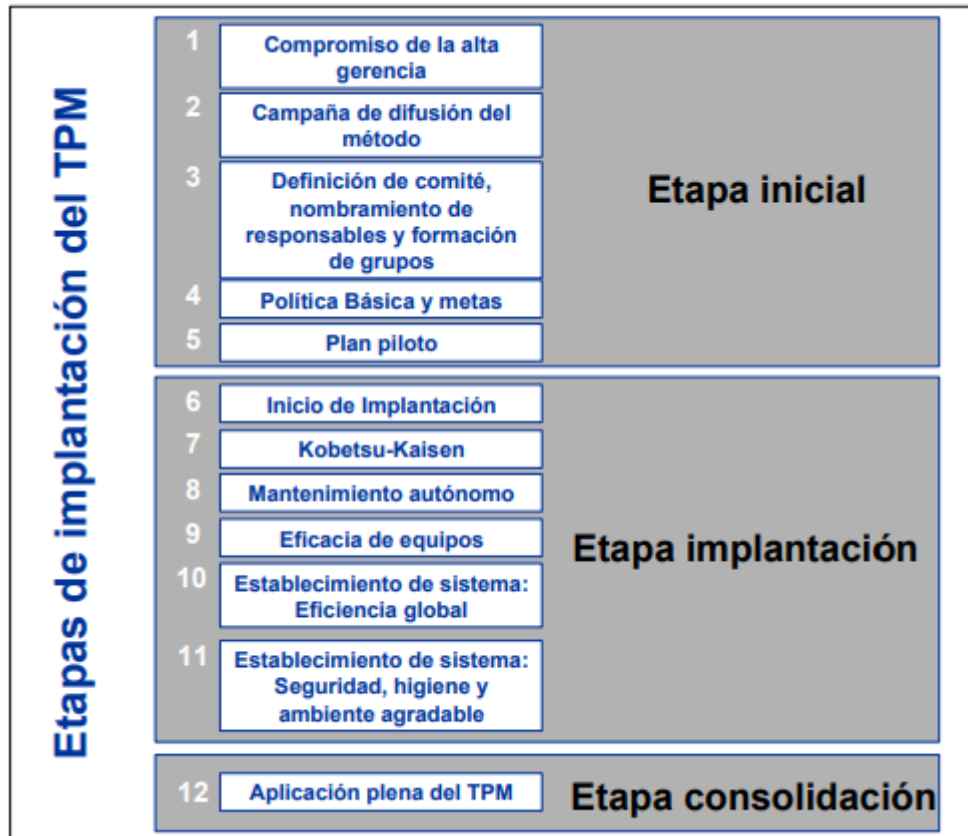 Etapas de implantación del TPM
1
Compromiso de la alta
gerencia
2
Campaña de difusión del
método
3
Definición de comité,
nombramiento de
responsables y formación
de grupos
4
Política Básica y metas
5
Plan piloto
Etapa inicial
6
Inicio de Implantación
7
Kobetsu-Kaisen
8
Mantenimiento autónomo
9
Eficacia de equipos
10
Establecimiento de sistema:
Eficiencia global
11
Establecimiento de sistema:
Seguridad, higiene y
ambiente agradable
Etapa implantación
12
Aplicación plena del TPM
Etapa consolidación